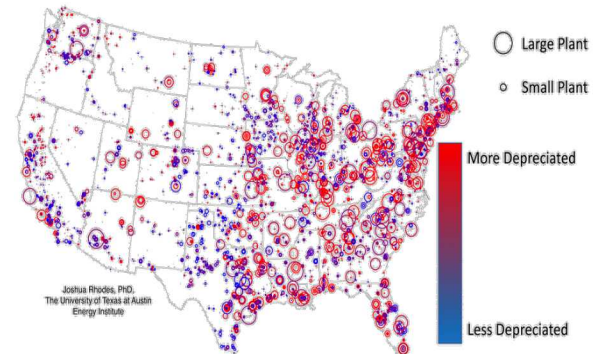 Large Plant
Small Plant
More Depreciated
Less Depreciated
Joshua Rhodes, PhD,
The University of Texas at Austin
Energy Institute